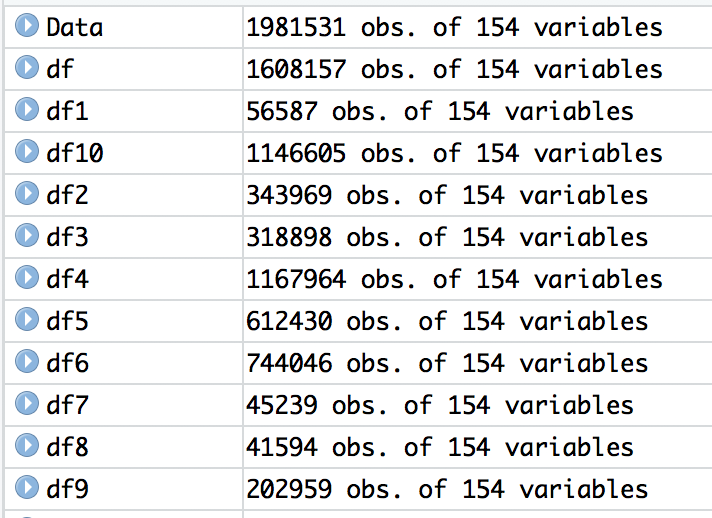 Data 1981531 obs. of 154 variables
df 1608157 obs. of 154 variables
df1 56587 obs. of 154 variables
df10 1146605 obs. of 154 variables
df2 343969 obs. of 154 variables
df3 318898 obs. of 154 variables
df4 1167964 obs. of 154 variables
df5 612430 obs. of 154 variables
df6 744046 obs. of 154 variables
df7 45239 obs. of 154 variables
df8 41594 obs. of 154 variables
df9 202959 obs. of 154 variables